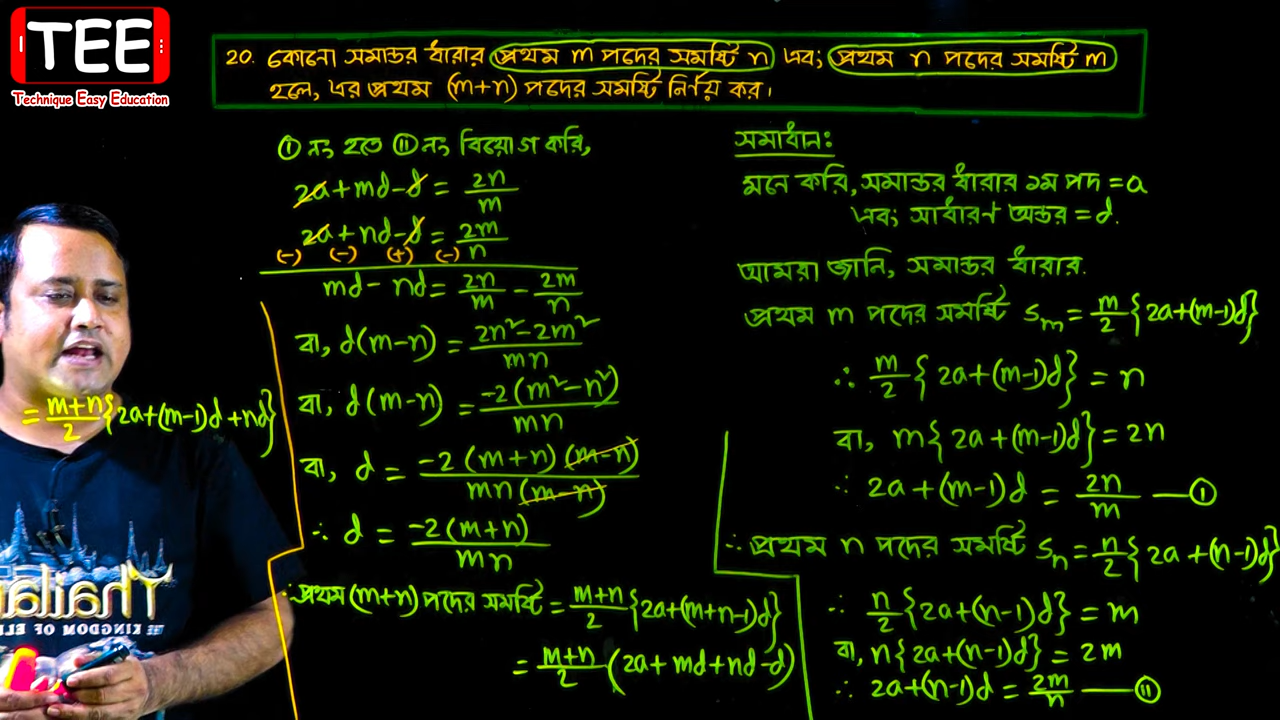 TEE
Technique Easy Education
20. কোনো সমান্তর ধারার প্রথম m পদের সমষ্টি n এবং প্রথম n পদের সমষ্টি m
হলে, এর প্রথম (m+n) পদের সমষ্টি নির্ণয় কর।
সমাধান:
মনে করি, সমান্তর ধারার ১ম পদ = a
এবং সাধারণ অন্তর = d.
আমরা জানি, সমান্তর ধারার
প্রথম m পদের সমষ্টি Sm = m/2 {2a+(m-1)d}
∴ m/2 {2a+(m-1)d} = n
বা, m{2a+(m-1)d} = 2n
∴ 2a+(m-1)d = 2n/m —— (i)
∴ প্রথম n পদের সমষ্টি Sn = n/2 {2a+(n-1)d}
∴ n/2 {2a+(n-1)d} = m
বা, n{2a+(n-1)d} = 2m
∴ 2a+(n-1)d = 2m/n —— (ii)
(i) নং হতে (ii) নং বিয়োগ করি,
2a+md-d = 2n/m
2a+nd-d = 2m/n
(-) (-) (+) (-)
md-nd = 2n/m - 2m/n
বা, d(m-n) = 2n²-2m²/mn
বা, d(m-n) = -2(m²-n²)/mn
বা, d = -2(m+n)(m-n)/mn(m-n)
∴ d = -2(m+n)/mn
∴ প্রথম (m+n) পদের সমষ্টি = m+n/2 {2a+(m+n-1)d}
= m+n/2 (2a+md+nd-d)
= m+n/2 {2a+(m-1)d+nd}
Thailan
THE KINGDOM OF EL